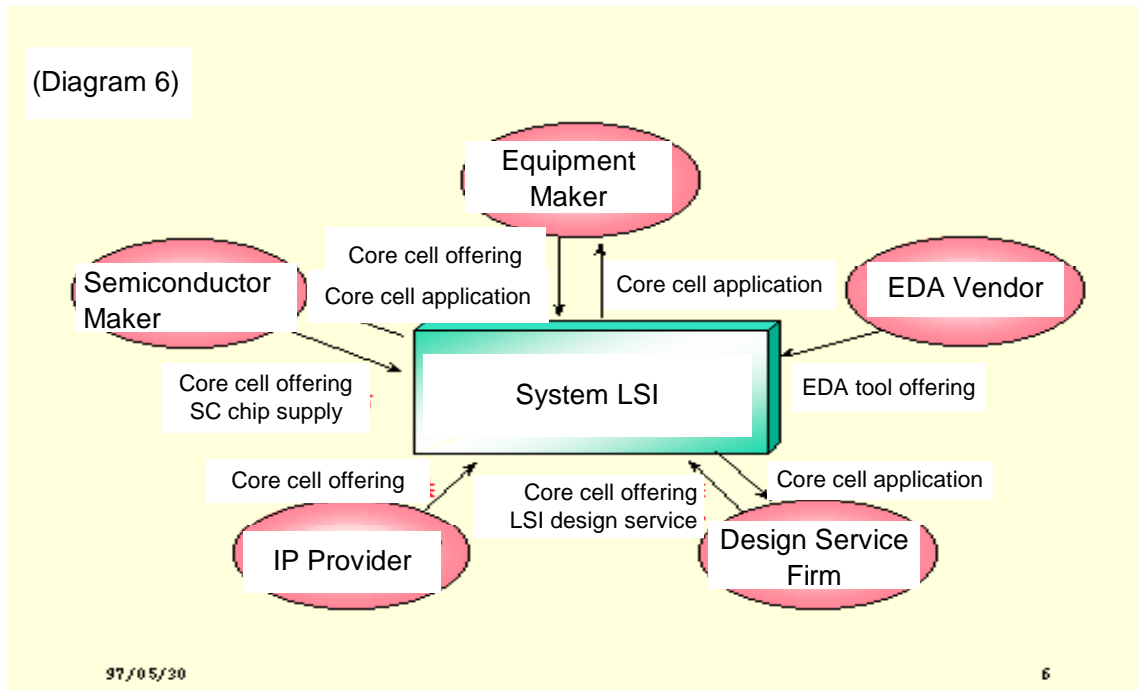 (Diagram 6)
Equipment
Maker
Core cell offering
Core cell application
Core cell application
Semiconductor
Maker
EDA Vendor
Core cell offering
SC chip supply
System LSI
EDA tool offering
Core cell offering
Core cell offering
LSI design service
Core cell application
IP Provider
Design Service
Firm
97/05/30
6